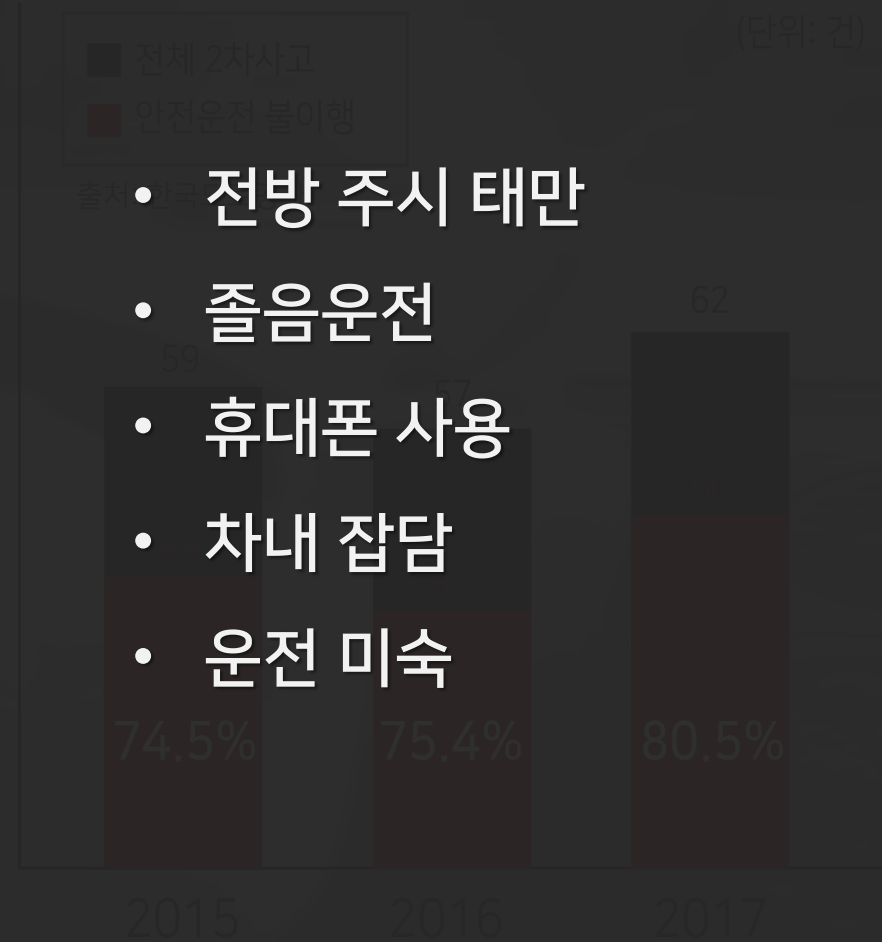 (단위: 건)
전체 2차사고
안전운전 불이행
• 전방 주시 태만
• 졸음운전
62
59
57
• 휴대폰 사용
• 차내 잡담
• 운전 미숙
74.5% 75.4% 80.5%
2015 2016 2017